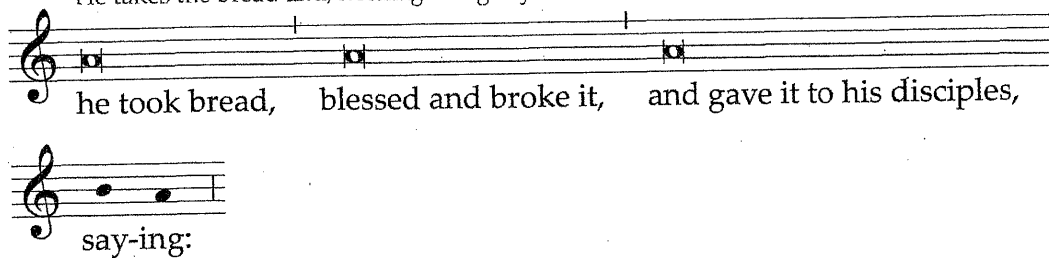 he took bread, blessed and broke it, and gave it to his disciples,
say-ing: